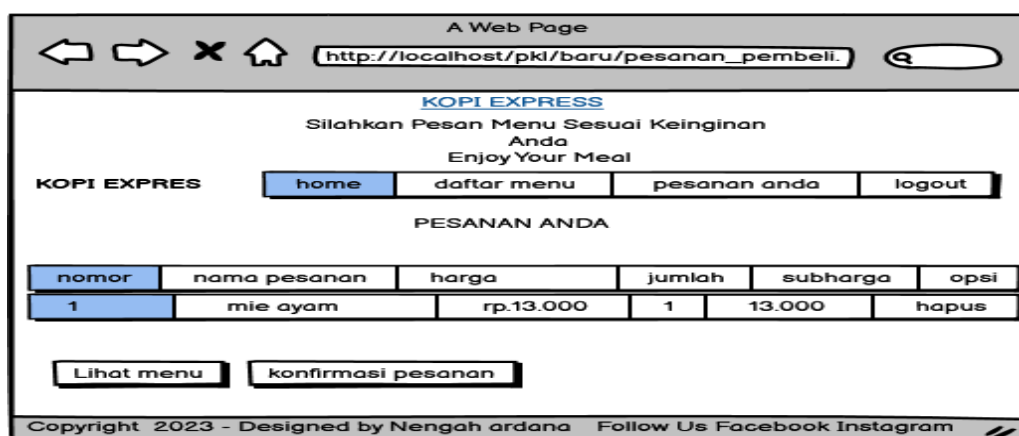 A Web Page
http://localhost/pkl/baru/pesanan_pembeli.
KOPI EXPRESS
Silahkan Pesan Menu Sesuai Keinginan
Anda
Enjoy Your Meal
KOPI EXPRES home daftar menu pesanan anda logout
PESANAN ANDA
nomor nama pesanan harga jumlah subharga opsi
1 mie ayam rp.13.000 1 13.000 hapus
Lihat menu konfirmasi pesanan
Copyright 2023 - Designed by Nengah ardana Follow Us Facebook Instagram